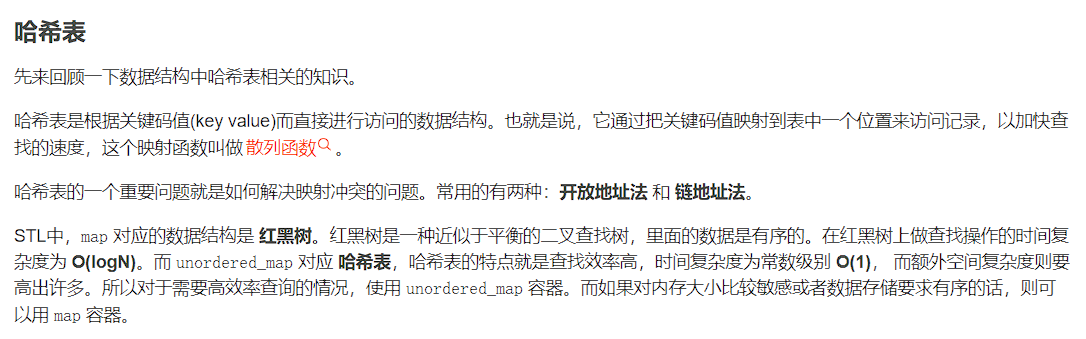 哈希表
先来回顾一下数据结构中哈希表相关的知识。
哈希表是根据关键码值(key value)而直接进行访问的数据结构。也就是说，它通过把关键码值映射到表中一个位置来访问记录，以加快查
找的速度，这个映射函数叫做 散列函数。
哈希表的一个重要问题就是如何解决映射冲突的问题。常用的有两种：开放地址法 和 链地址法。
STL中，map 对应的数据结构是 红黑树。红黑树是一种近似于平衡的二叉查找树，里面的数据是有序的。在红黑树上做查找操作的时间复
杂度为 O(logN)。而 unordered_map 对应 哈希表，哈希表的特点就是查找效率高，时间复杂度为常数级别 O(1)， 而额外空间复杂度则要
高出许多。所以对于需要高效率查询的情况，使用 unordered_map 容器。而如果对内存大小比较敏感或者数据存储要求有序的话，则可
以用 map 容器。